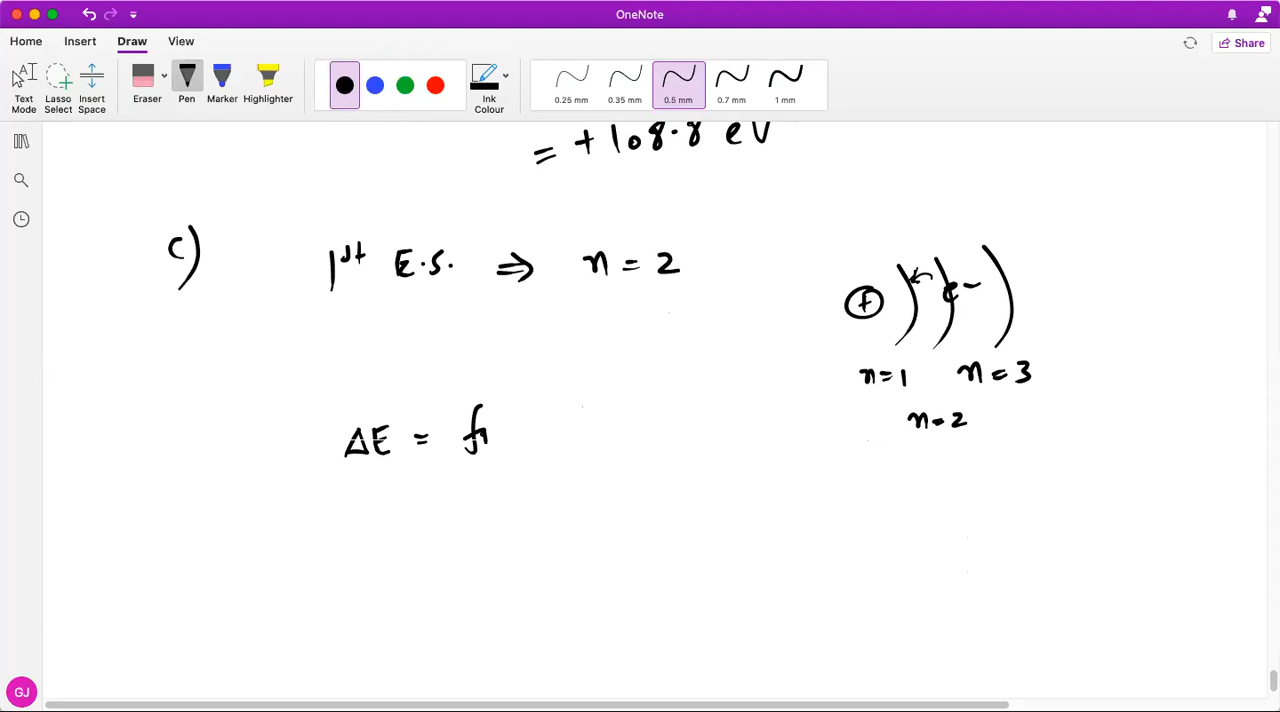 OneNote
Home Insert Draw View
Share
Text Mode
Lasso Select
Insert Space
Eraser
Pen
Marker
Highlighter
Ink Colour
0.25 mm
0.35 mm
0.5 mm
0.7 mm
1 mm
= + 108.8 eV
c) 1st E.S. ⇒ n = 2
+ e-
n = 1 n = 3
n = 2
ΔE =
GJ